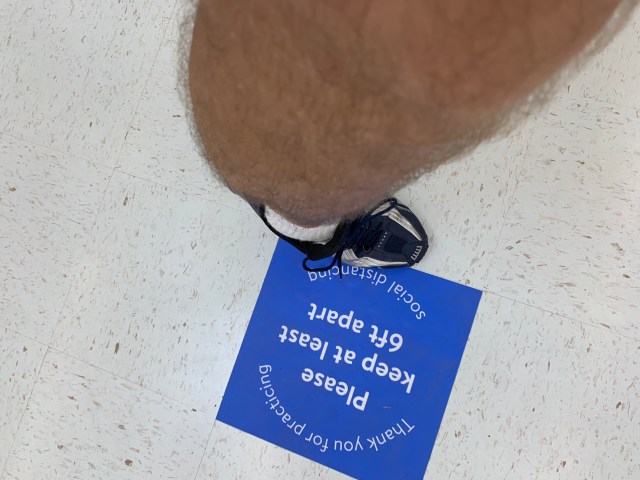 Thank you for practicing
Please
keep at least
6ft apart
social distancing